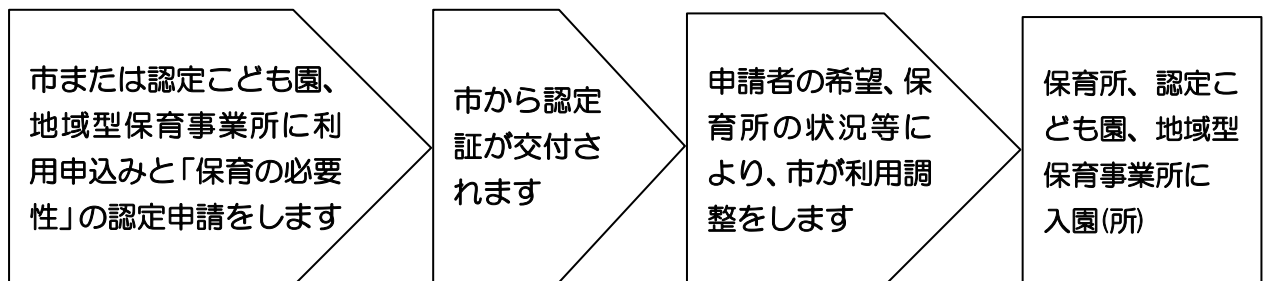 市または認定こども園、
地域型保育事業所に利
用申込みと「保育の必要
性」の認定申請をします
市から認定
証が交付さ
れます
申請者の希望、保
育所の状況等に
より、市が利用調
整をします
保育所、認定こ
ども園、地域型
保育事業所に
入園(所)